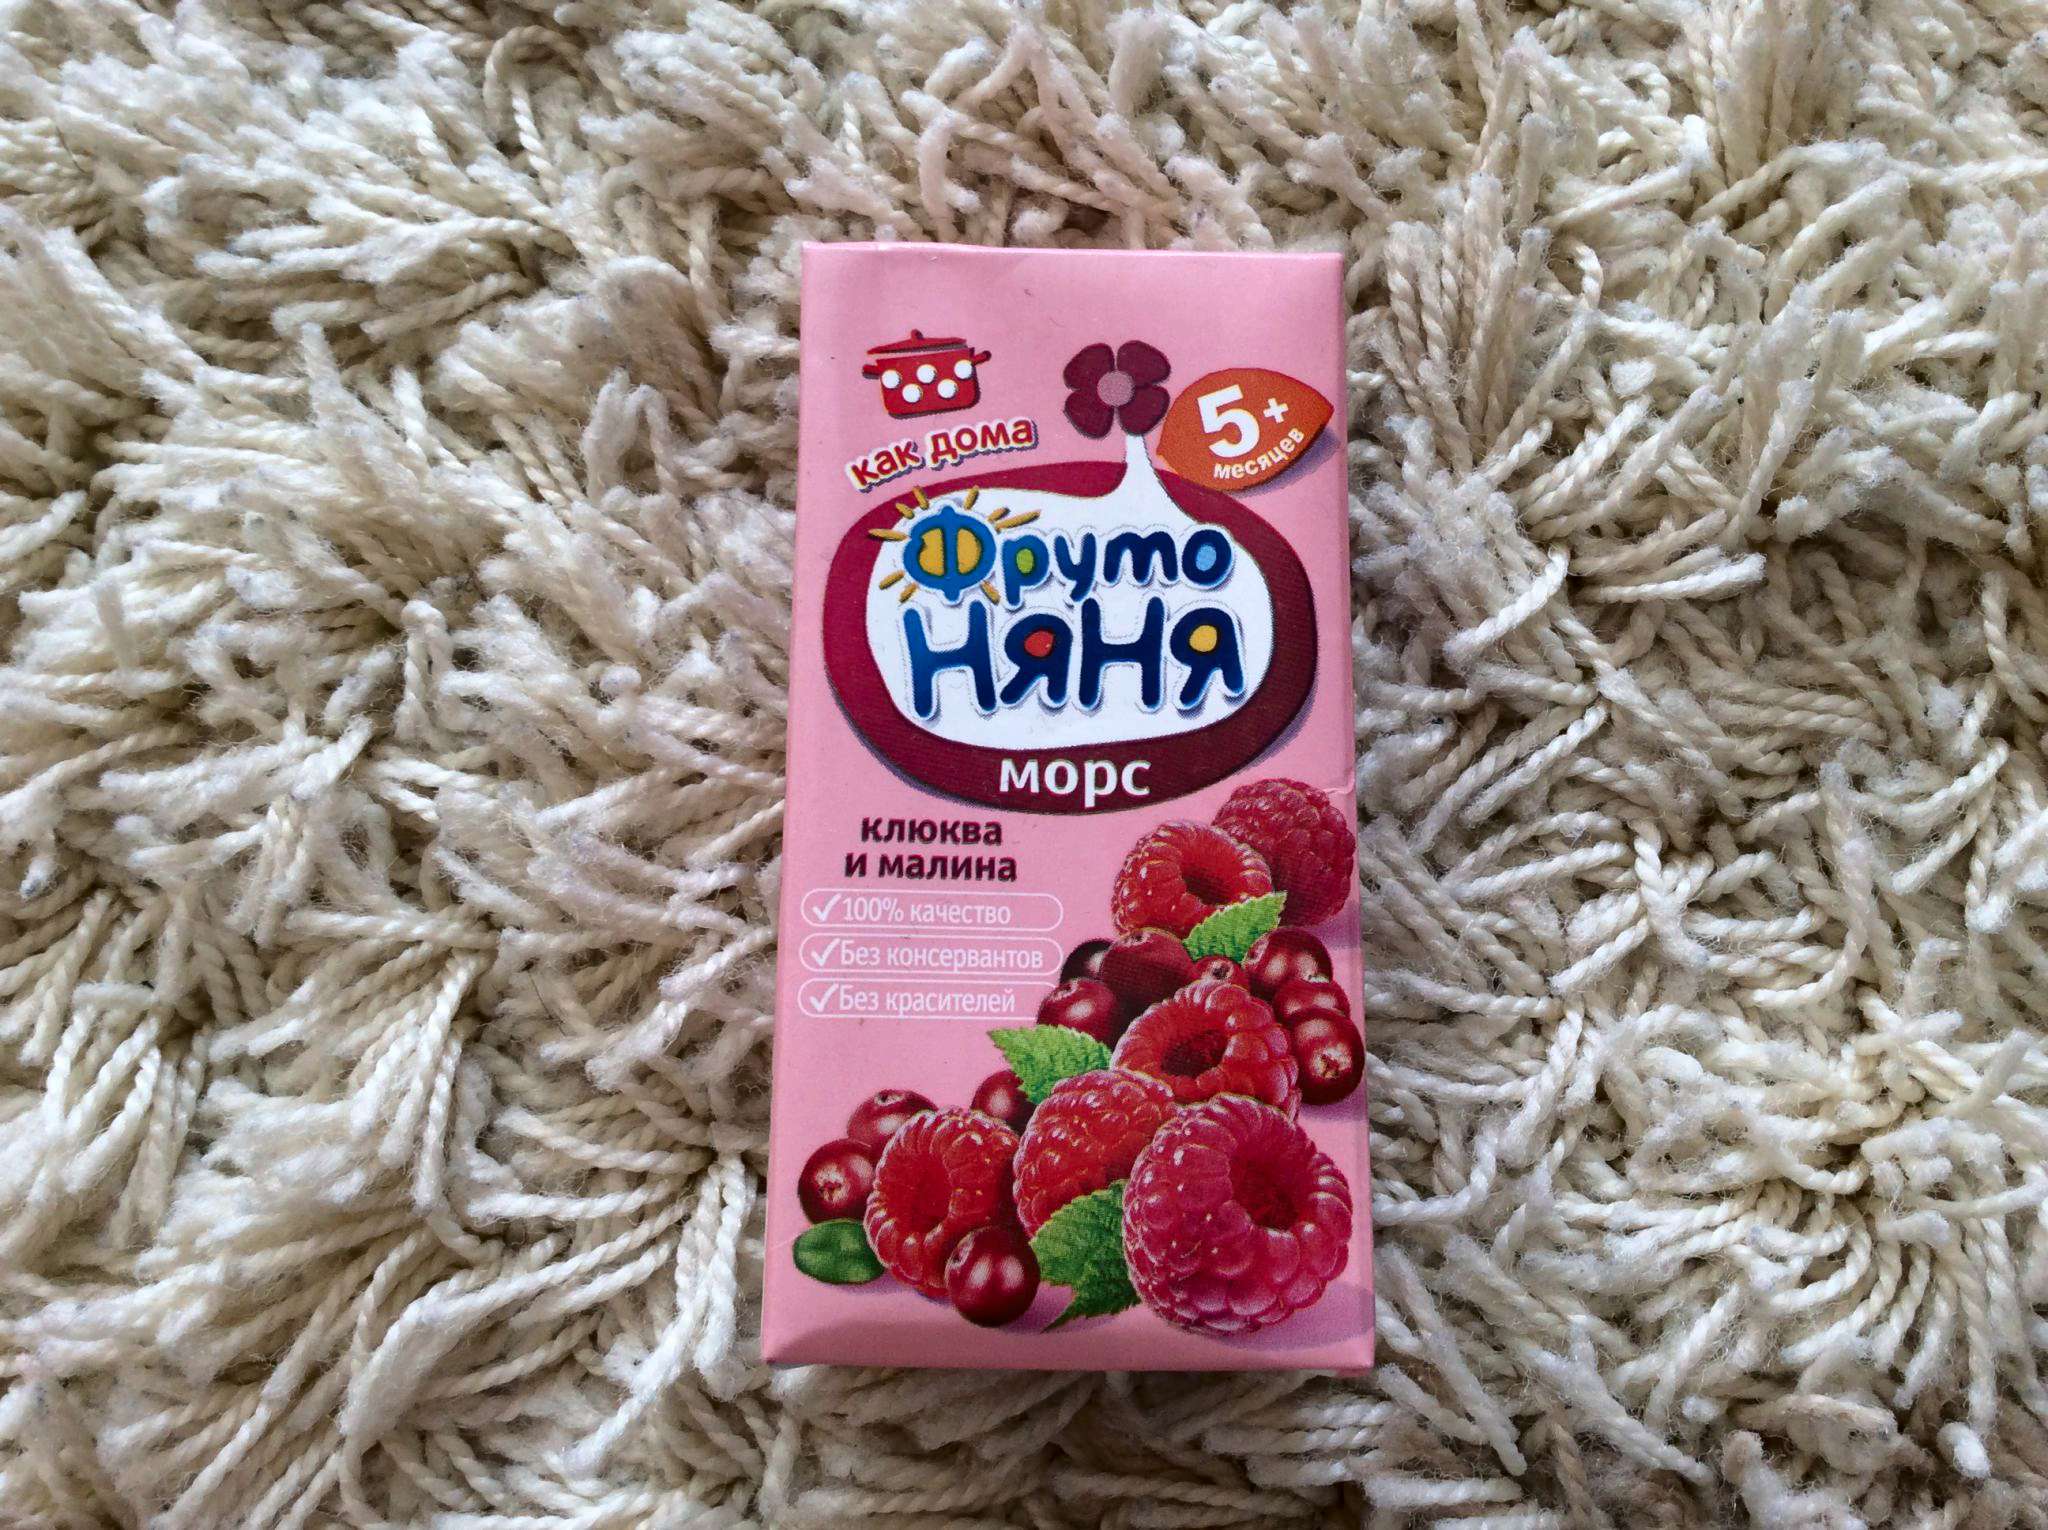 как дома
5+
месяцев
Фруто
НяНя
морс
клюква
и малина
100% качество
Без консервантов
Без красителей